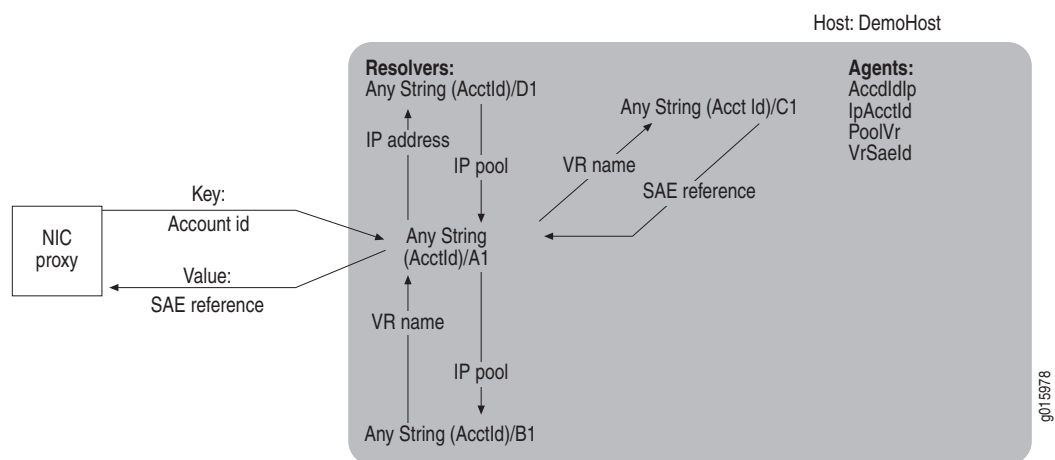 Host: DemoHost
Resolvers:
Any String (AcctId)/D1
Agents:
AccdIdIp
IpAcctId
PoolVr
VrSaeId
Any String (Acct Id)/C1
IP address
IP pool
VR name
SAE reference
Key:
Account id
NIC
proxy
Any String
(AcctId)/A1
Value:
SAE reference
VR name
IP pool
Any String (AcctId)/B1
g015978